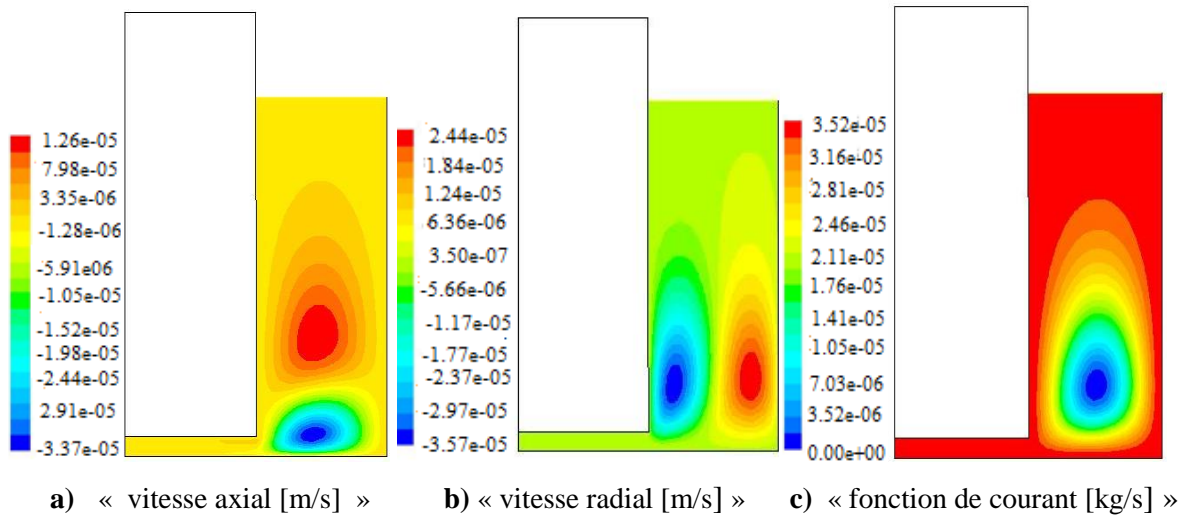 1.26e-05
7.98e-05
3.35e-06
-1.28e-06
-5.91e06
-1.05e-05
-1.52e-05
-1.98e-05
-2.44e-05
2.91e-05
-3.37e-05
2.44e-05
1.84e-05
1.24e-05
6.36e-06
3.50e-07
-5.66e-06
-1.17e-05
-1.77e-05
-2.37e-05
-2.97e-05
-3.57e-05
3.52e-05
3.16e-05
2.81e-05
2.46e-05
2.11e-05
1.76e-05
1.41e-05
1.05e-05
7.03e-06
3.52e-06
0.00e+00
a) « vitesse axial [m/s] »
b) « vitesse radial [m/s] »
c) « fonction de courant [kg/s] »